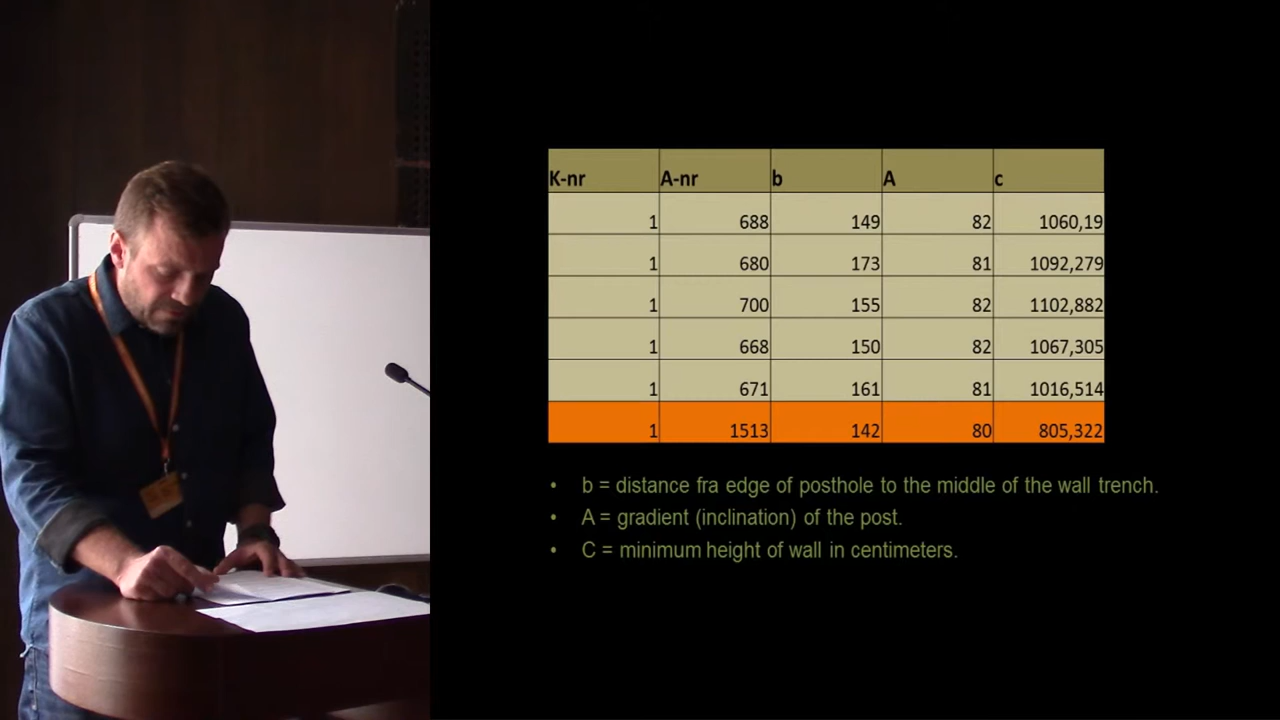 K-nr A-nr b A c
1 688 149 82 1060,19
1 680 173 81 1092,279
1 700 155 82 1102,882
1 668 150 82 1067,305
1 671 161 81 1016,514
1 1513 142 80 805,322
• b = distance fra edge of posthole to the middle of the wall trench.
• A = gradient (inclination) of the post.
• C = minimum height of wall in centimeters.